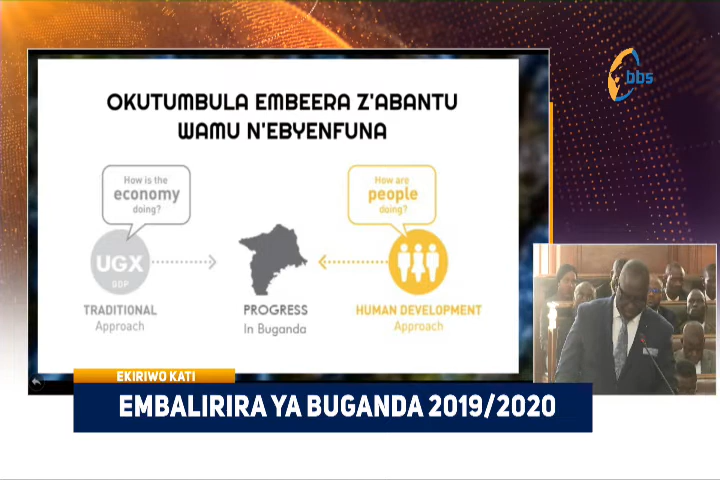 bbs
OKUTUMBULA EMBEERA Z'ABANTU
WAMU N'EBYENFUNA
How is the
economy
doing?
How are
people
doing?
UGX
GDP
TRADITIONAL
Approach
PROGRESS
In Buganda
HUMAN DEVELOPMENT
Approach
EKIRIWO KATI
EMBALIRIRA YA BUGANDA 2019/2020